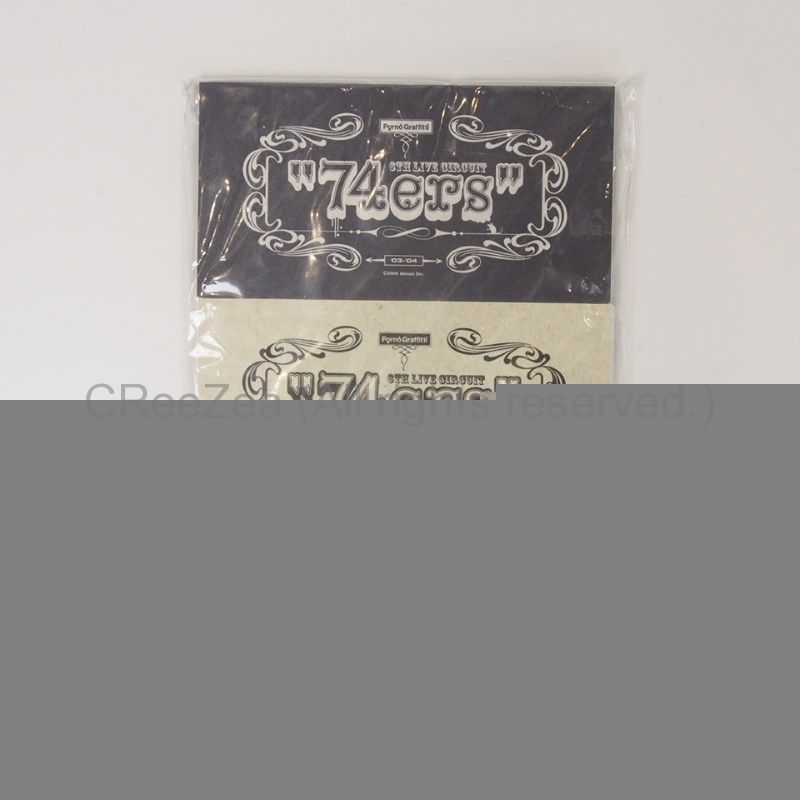 Porno Graffitti
6TH LIVE CIRCUIT
"74ers"
'03-'04
©2003 Amuse Inc.
Porno Graffitti
6TH LIVE CIRCUIT
"74ers"
CReeZea (All rights reserved.)